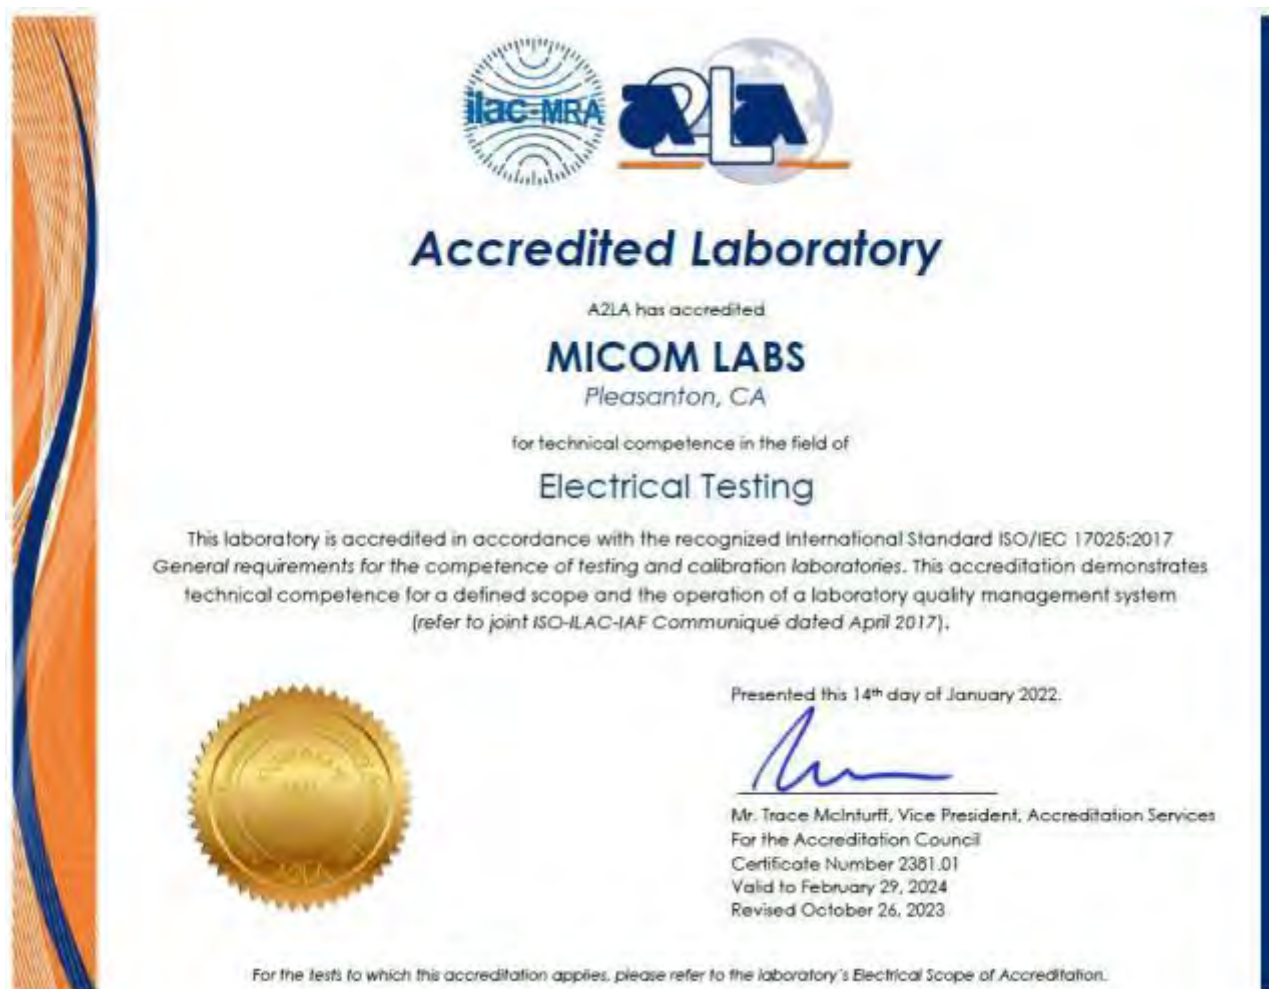 ilac-MRA
A2LA
Accredited Laboratory
A2LA has accredited
MICOM LABS
Pleasanton, CA
for technical competence in the field of
Electrical Testing
This laboratory is accredited in accordance with the recognized International Standard ISO/IEC 17025:2017
General requirements for the competence of testing and calibration laboratories. This accreditation demonstrates
technical competence for a defined scope and the operation of a laboratory quality management system
(refer to joint ISO-ILAC-IAF Communiqué dated April 2017).
Presented this 14th day of January 2022.
Mr. Trace McInturff, Vice President, Accreditation Services
For the Accreditation Council
Certificate Number 2381.01
Valid to February 29, 2024
Revised October 26, 2023
A2LA
For the tests to which this accreditation applies, please refer to the laboratory's Electrical Scope of Accreditation.